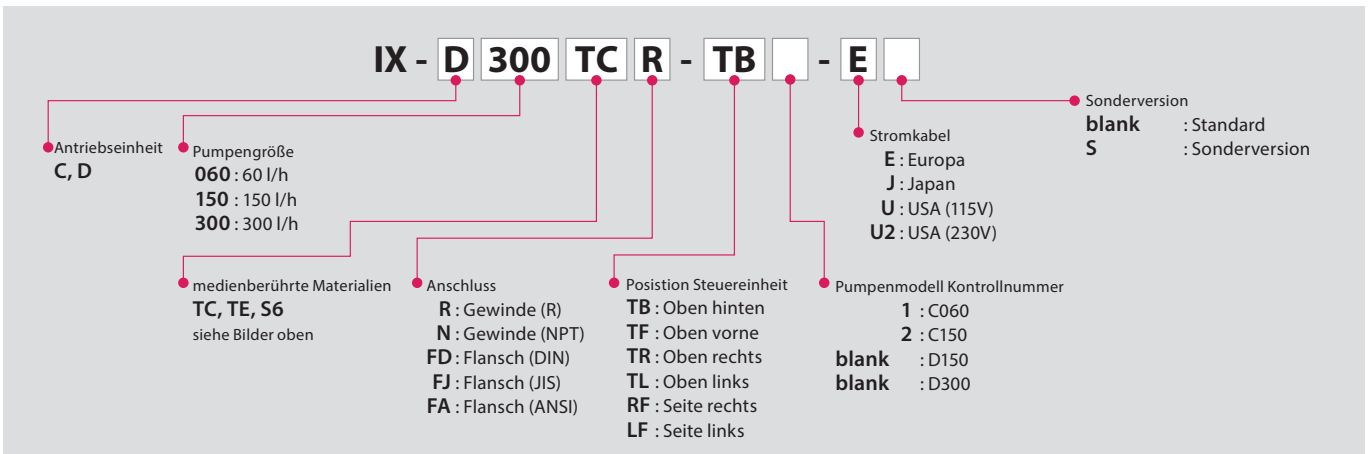 IX - D 300 TC R - TB - E
Antriebseinheit
C, D
Pumpengröße
060 : 60 l/h
150 : 150 l/h
300 : 300 l/h
medienberührte Materialien
TC, TE, S6
siehe Bilder oben
Anschluss
R : Gewinde (R)
N : Gewinde (NPT)
FD : Flansch (DIN)
FJ : Flansch (JIS)
FA : Flansch (ANSI)
Posistion Steuereinheit
TB : Oben hinten
TF : Oben vorne
TR : Oben rechts
TL : Oben links
RF : Seite rechts
LF : Seite links
Pumpenmodell Kontrollnummer
1 : C060
2 : C150
blank : D150
blank : D300
Stromkabel
E : Europa
J : Japan
U : USA (115V)
U2 : USA (230V)
Sonderversion
blank : Standard
S : Sonderversion